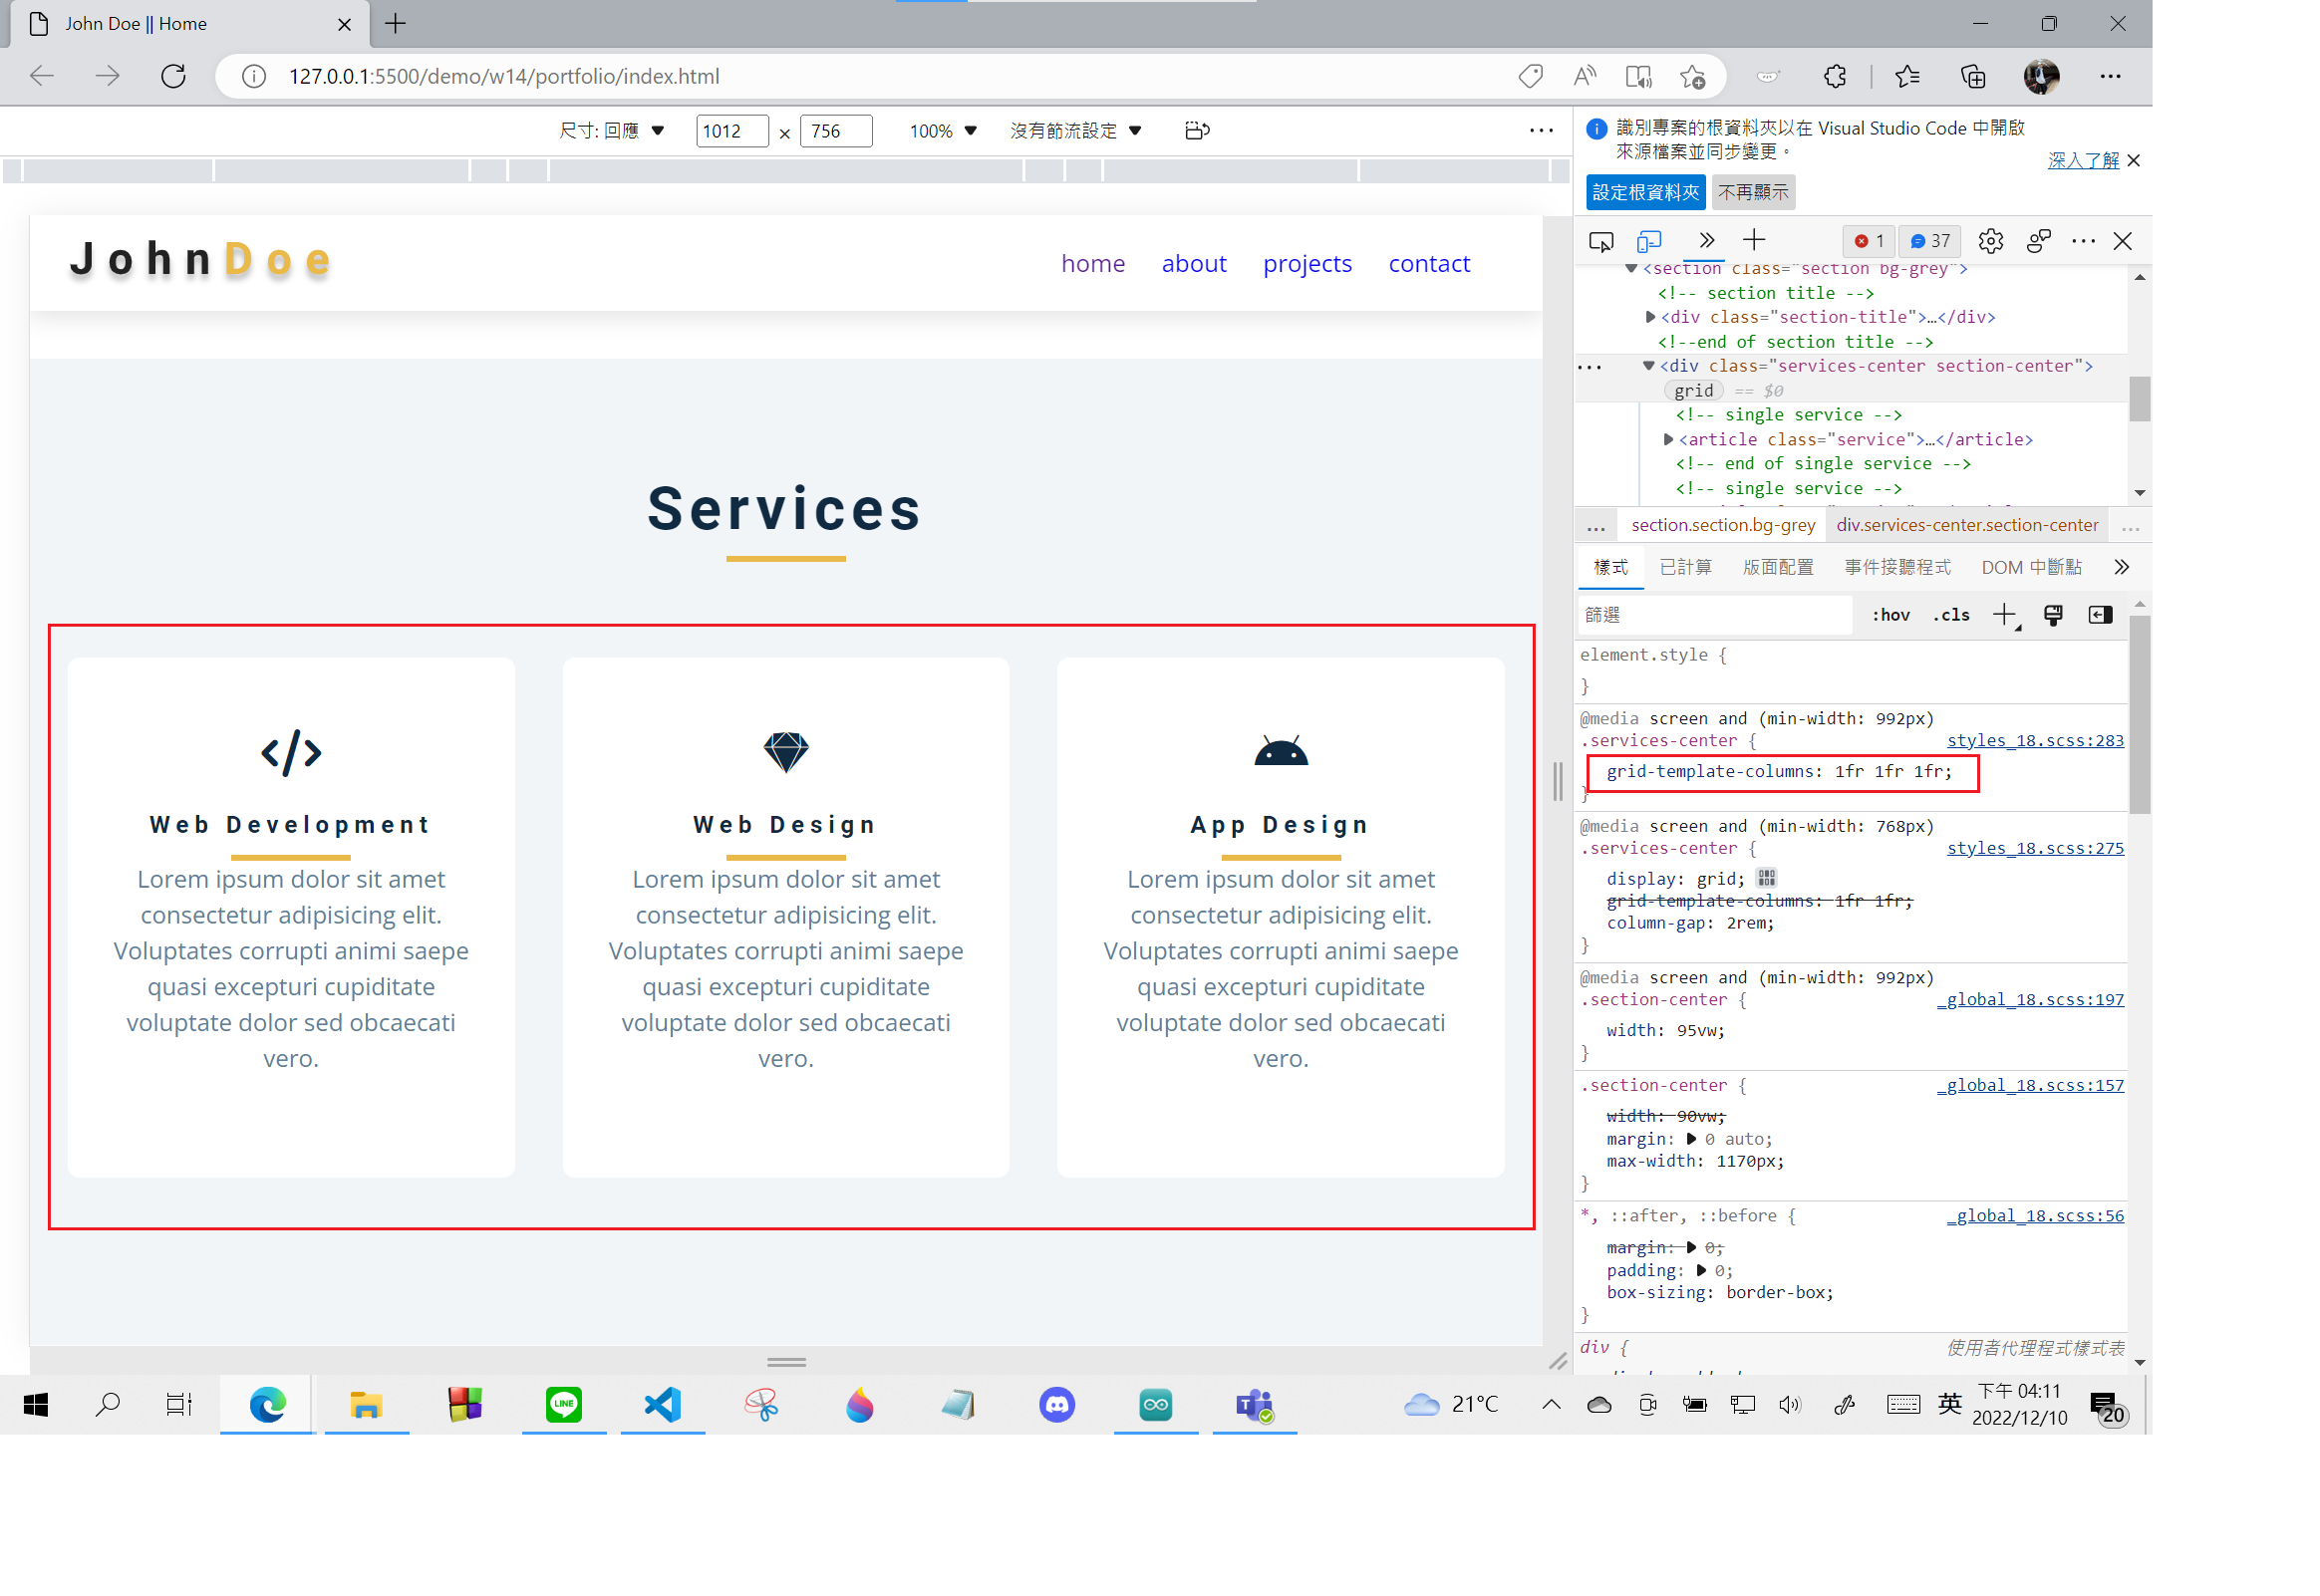 John Doe || Home
127.0.0.1:5500/demo/w14/portfolio/index.html
尺寸: 回應 1012 × 756 100% 沒有節流設定
JohnDoe
home about projects contact
Services
Web Development
Lorem ipsum dolor sit amet
consectetur adipisicing elit.
Voluptates corrupti animi saepe
quasi excepturi cupiditate
voluptate dolor sed obcaecati
vero.
Web Design
Lorem ipsum dolor sit amet
consectetur adipisicing elit.
Voluptates corrupti animi saepe
quasi excepturi cupiditate
voluptate dolor sed obcaecati
vero.
App Design
Lorem ipsum dolor sit amet
consectetur adipisicing elit.
Voluptates corrupti animi saepe
quasi excepturi cupiditate
voluptate dolor sed obcaecati
vero.
識別專案的根資料夾以在 Visual Studio Code 中開啟
來源檔案並同步變更。
深入了解
設定根資料夾 不再顯示
1 37
<section class="section bg-grey">
<!-- section title -->
<div class="section-title">…</div>
<!--end of section title -->
<div class="services-center section-center">
grid == $0
<!-- single service -->
<article class="service">…</article>
<!-- end of single service -->
<!-- single service -->
... section.section.bg-grey div.services-center.section-center ...
樣式 已計算 版面配置 事件接聽程式 DOM 中斷點
篩選 :hov .cls
element.style {
}
@media screen and (min-width: 992px)
.services-center { styles_18.scss:283
grid-template-columns: 1fr 1fr 1fr;
}
@media screen and (min-width: 768px)
.services-center { styles_18.scss:275
display: grid;
grid-template-columns: 1fr 1fr;
column-gap: 2rem;
}
@media screen and (min-width: 992px)
.section-center { _global_18.scss:197
width: 95vw;
}
.section-center { _global_18.scss:157
width: 90vw;
margin: 0 auto;
max-width: 1170px;
}
*, ::after, ::before { _global_18.scss:56
margin: 0;
padding: 0;
box-sizing: border-box;
}
div { 使用者代理程式樣式表
LINE
21°C
英
下午 04:11
2022/12/10
20